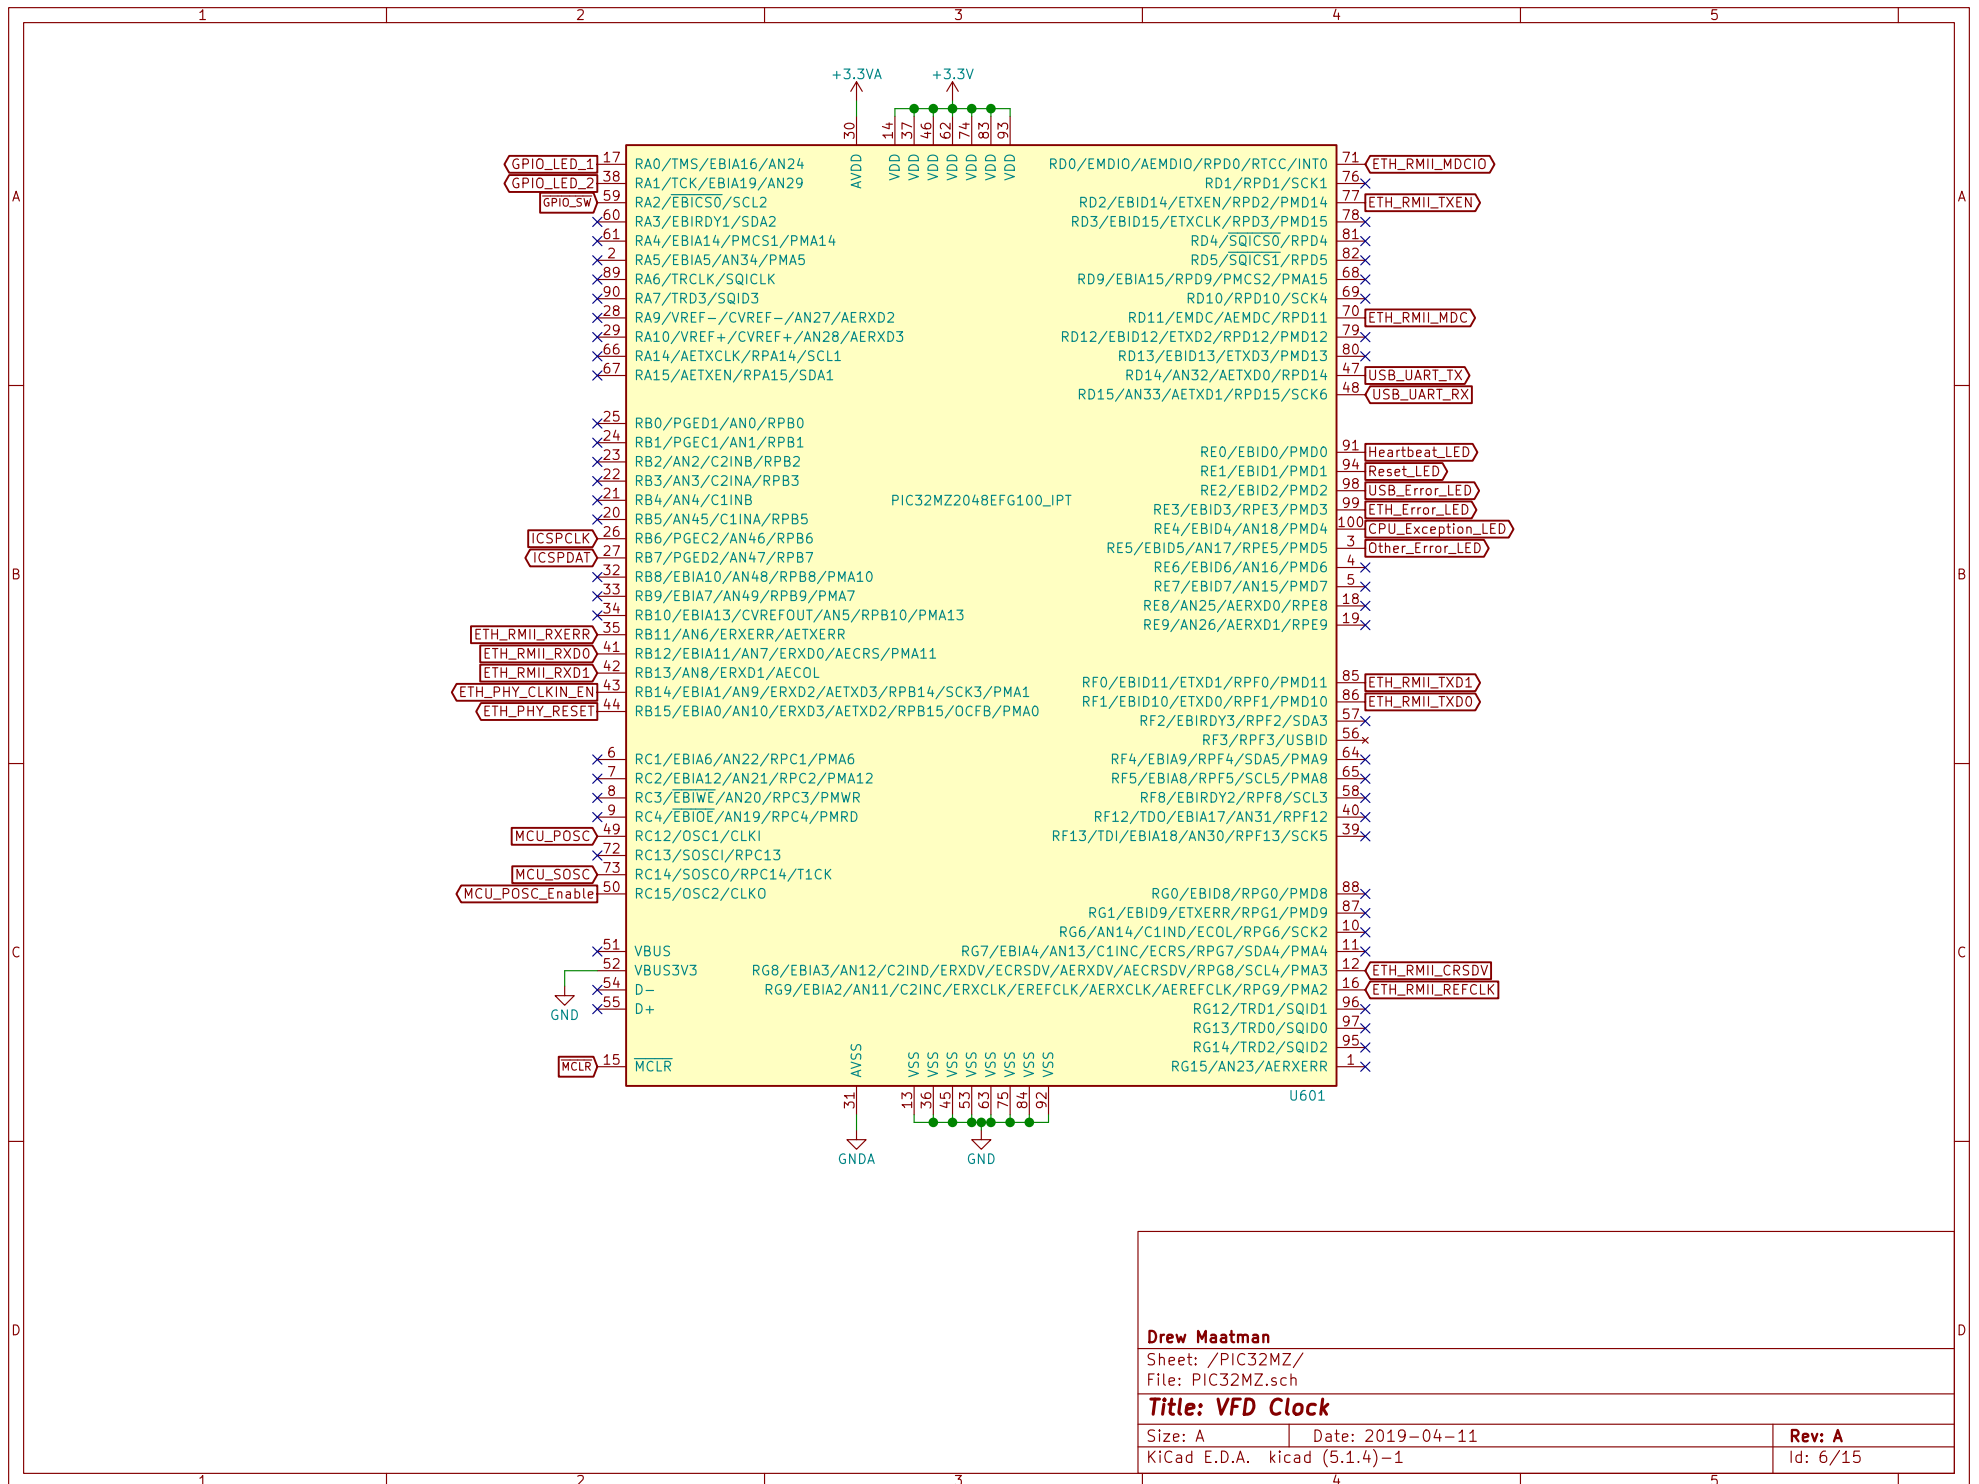 1 2 3 4 5
+3.3VA +3.3V
30 14 37 46 62 74 83 93
AVDD VDD VDD VDD VDD VDD VDD VDD
A A
GPIO_LED_1 17 RA0/TMS/EBIA16/AN24
GPIO_LED_2 38 RA1/TCK/EBIA19/AN29
GPIO_SW 59 RA2/EBICS0/SCL2
60 RA3/EBIRDY1/SDA2
61 RA4/EBIA14/PMCS1/PMA14
2 RA5/EBIA5/AN34/PMA5
89 RA6/TRCLK/SQICLK
90 RA7/TRD3/SQID3
28 RA9/VREF-/CVREF-/AN27/AERXD2
29 RA10/VREF+/CVREF+/AN28/AERXD3
66 RA14/AETXCLK/RPA14/SCL1
67 RA15/AETXEN/RPA15/SDA1
25 RB0/PGED1/AN0/RPB0
24 RB1/PGEC1/AN1/RPB1
23 RB2/AN2/C2INB/RPB2
22 RB3/AN3/C2INA/RPB3
21 RB4/AN4/C1INB
20 RB5/AN45/C1INA/RPB5
ICSPCLK 26 RB6/PGEC2/AN46/RPB6
ICSPDAT 27 RB7/PGED2/AN47/RPB7
32 RB8/EBIA10/AN48/RPB8/PMA10
33 RB9/EBIA7/AN49/RPB9/PMA7
34 RB10/EBIA13/CVREFOUT/AN5/RPB10/PMA13
ETH_RMII_RXERR 35 RB11/AN6/ERXERR/AETXERR
ETH_RMII_RXD0 41 RB12/EBIA11/AN7/ERXD0/AECRS/PMA11
ETH_RMII_RXD1 42 RB13/AN8/ERXD1/AECOL
ETH_PHY_CLKIN_EN 43 RB14/EBIA1/AN9/ERXD2/AETXD3/RPB14/SCK3/PMA1
ETH_PHY_RESET 44 RB15/EBIA0/AN10/ERXD3/AETXD2/RPB15/OCFB/PMA0
6 RC1/EBIA6/AN22/RPC1/PMA6
7 RC2/EBIA12/AN21/RPC2/PMA12
8 RC3/EBIWE/AN20/RPC3/PMWR
9 RC4/EBIOE/AN19/RPC4/PMRD
MCU_POSC 49 RC12/OSC1/CLKI
72 RC13/SOSCI/RPC13
MCU_SOSC 73 RC14/SOSCO/RPC14/T1CK
MCU_POSC_Enable 50 RC15/OSC2/CLKO
51 VBUS
52 VBUS3V3
54 D-
55 D+
GND
MCLR 15 MCLR
PIC32MZ2048EFG100_IPT
RD0/EMDIO/AEMDIO/RPD0/RTCC/INT0 71 ETH_RMII_MDCIO
RD1/RPD1/SCK1 76
RD2/EBID14/ETXEN/RPD2/PMD14 77 ETH_RMII_TXEN
RD3/EBID15/ETXCLK/RPD3/PMD15 78
RD4/SQICS0/RPD4 81
RD5/SQICS1/RPD5 82
RD9/EBIA15/RPD9/PMCS2/PMA15 68
RD10/RPD10/SCK4 69
RD11/EMDC/AEMDC/RPD11 70 ETH_RMII_MDC
RD12/EBID12/ETXD2/RPD12/PMD12 79
RD13/EBID13/ETXD3/PMD13 80
RD14/AN32/AETXD0/RPD14 47 USB_UART_TX
RD15/AN33/AETXD1/RPD15/SCK6 48 USB_UART_RX
RE0/EBID0/PMD0 91 Heartbeat_LED
RE1/EBID1/PMD1 94 Reset_LED
RE2/EBID2/PMD2 98 USB_Error_LED
RE3/EBID3/RPE3/PMD3 99 ETH_Error_LED
RE4/EBID4/AN18/PMD4 100 CPU_Exception_LED
RE5/EBID5/AN17/RPE5/PMD5 3 Other_Error_LED
RE6/EBID6/AN16/PMD6 4
RE7/EBID7/AN15/PMD7 5
RE8/AN25/AERXD0/RPE8 18
RE9/AN26/AERXD1/RPE9 19
RF0/EBID11/ETXD1/RPF0/PMD11 85 ETH_RMII_TXD1
RF1/EBID10/ETXD0/RPF1/PMD10 86 ETH_RMII_TXD0
RF2/EBIRDY3/RPF2/SDA3 57
RF3/RPF3/USBID 56
RF4/EBIA9/RPF4/SDA5/PMA9 64
RF5/EBIA8/RPF5/SCL5/PMA8 65
RF8/EBIRDY2/RPF8/SCL3 58
RF12/TDO/EBIA17/AN31/RPF12 40
RF13/TDI/EBIA18/AN30/RPF13/SCK5 39
RG0/EBID8/RPG0/PMD8 88
RG1/EBID9/ETXERR/RPG1/PMD9 87
RG6/AN14/C1IND/ECOL/RPG6/SCK2 10
RG7/EBIA4/AN13/C1INC/ECRS/RPG7/SDA4/PMA4 11
RG8/EBIA3/AN12/C2IND/ERXDV/ECRSDV/AERXDV/AECRSDV/RPG8/SCL4/PMA3 12 ETH_RMII_CRSDV
RG9/EBIA2/AN11/C2INC/ERXCLK/EREFCLK/AERXCLK/AEREFCLK/RPG9/PMA2 16 ETH_RMII_REFCLK
RG12/TRD1/SQID1 96
RG13/TRD0/SQID0 97
RG14/TRD2/SQID2 95
RG15/AN23/AERXERR 1
B B
C C
AVSS VSS VSS VSS VSS VSS VSS VSS VSS
U601
31 13 36 45 53 63 75 84 92
GNDA GND
D D
Drew Maatman
Sheet: /PIC32MZ/
File: PIC32MZ.sch
Title: VFD Clock
Size: A Date: 2019-04-11 Rev: A
KiCad E.D.A. kicad (5.1.4)-1 Id: 6/15
1 2 3 4 5